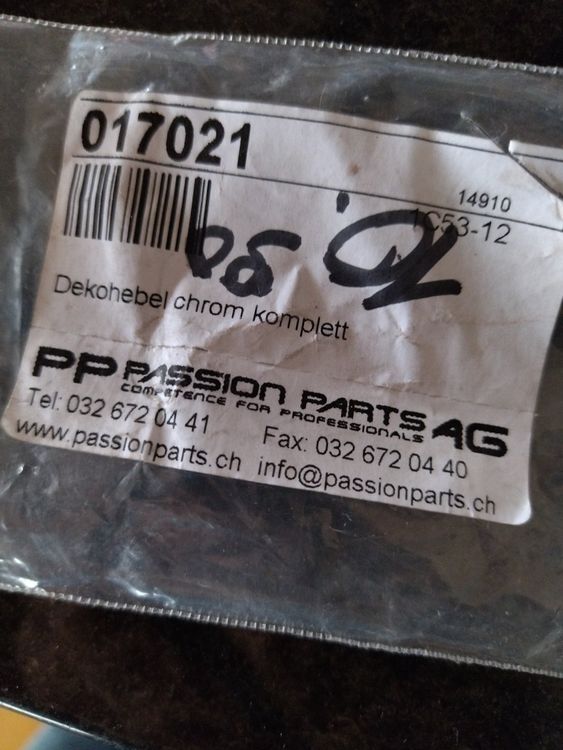 017021
14910
1C53-12
Dekohebel chrom komplett
PP PASSION PARTS AG
COMPETENCE FOR PROFESSIONALS
Tel: 032 672 04 41 Fax: 032 672 04 40
www.passionparts.ch info@passionparts.ch